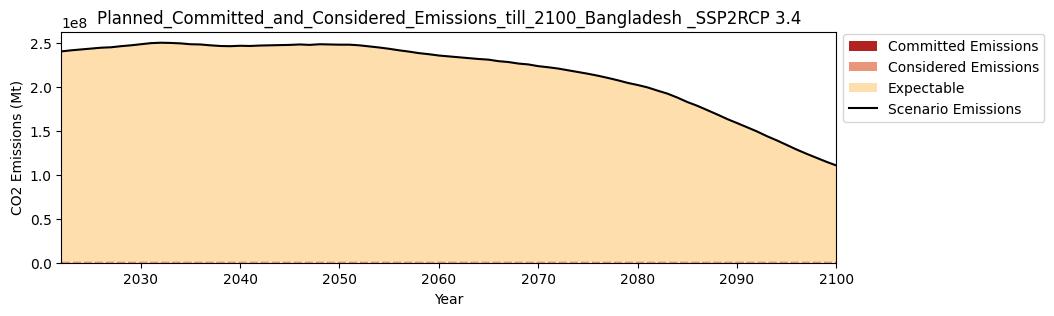 Planned_Committed_and_Considered_Emissions_till_2100_Bangladesh _SSP2RCP 3.4
1e8
2.5
2.0
1.5
1.0
0.5
0.0
CO2 Emissions (Mt)
2030 2040 2050 2060 2070 2080 2090 2100
Year
Committed Emissions
Considered Emissions
Expectable
Scenario Emissions